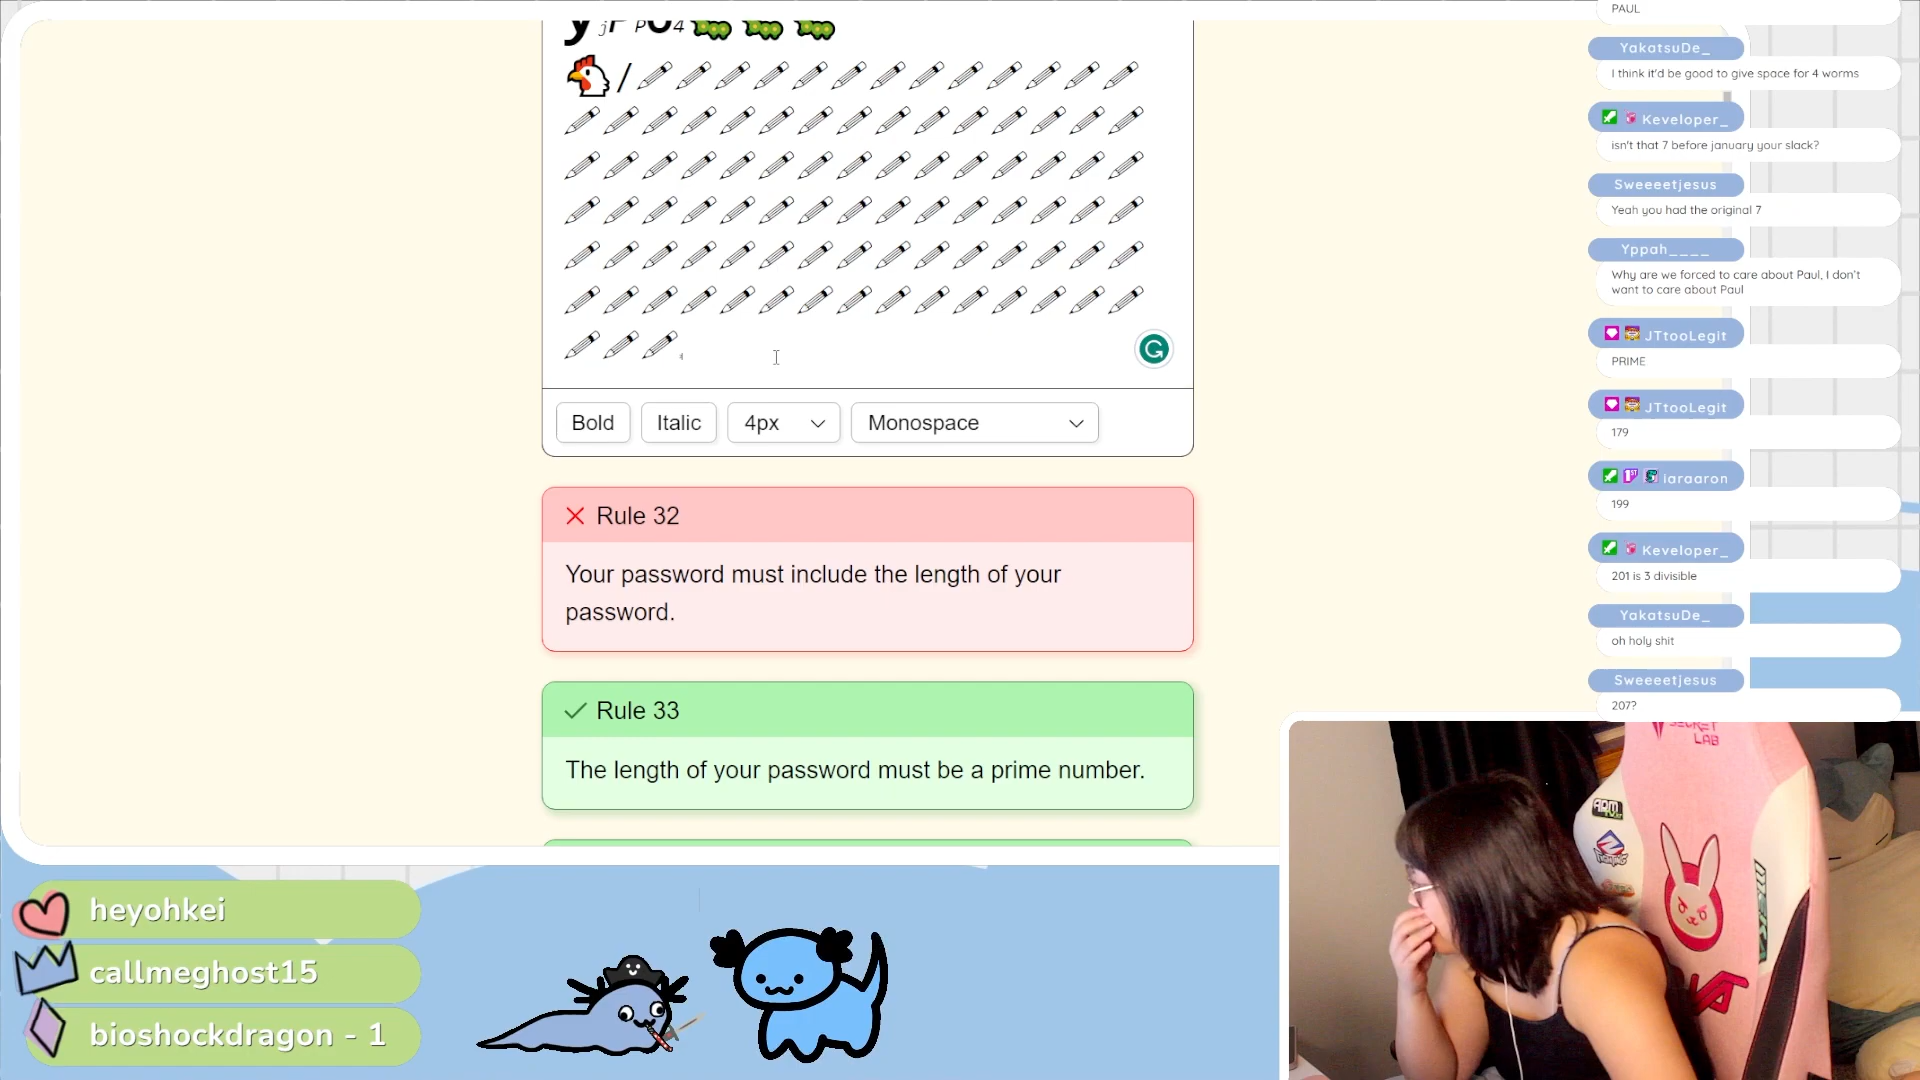 PAUL
YakatsuDe_
I think it'd be good to give space for 4 worms
Keveloper_
isn't that 7 before january your slack?
Sweeeetjesus
Yeah you had the original 7
Yppah____
Why are we forced to care about Paul, I don't
want to care about Paul
JTtooLegit
PRIME
JTtooLegit
179
laraaron
199
Keveloper_
201 is 3 divisible
YakatsuDe_
oh holy shit
Sweeeetjesus
207?
/
Bold
Italic
4px
Monospace
Rule 32
Your password must include the length of your
password.
Rule 33
The length of your password must be a prime number.
heyohkei
callmeghost15
bioshockdragon - 1
SECRET
LAB